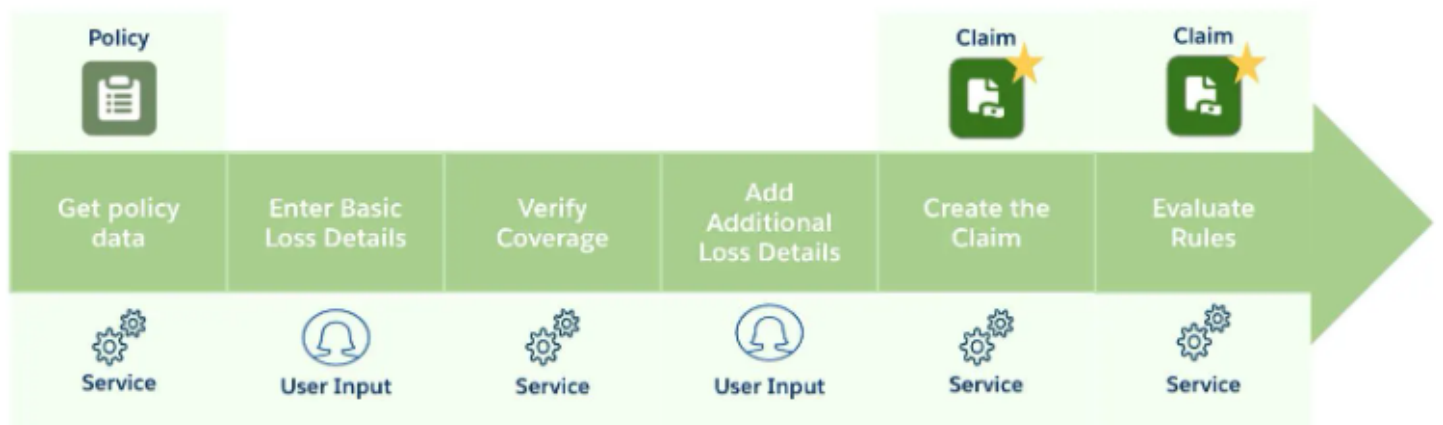 Policy
Claim
Claim
Get policy
data
Enter Basic
Loss Details
Verify
Coverage
Add
Additional
Loss Details
Create the
Claim
Evaluate
Rules
Service
User Input
Service
User Input
Service
Service